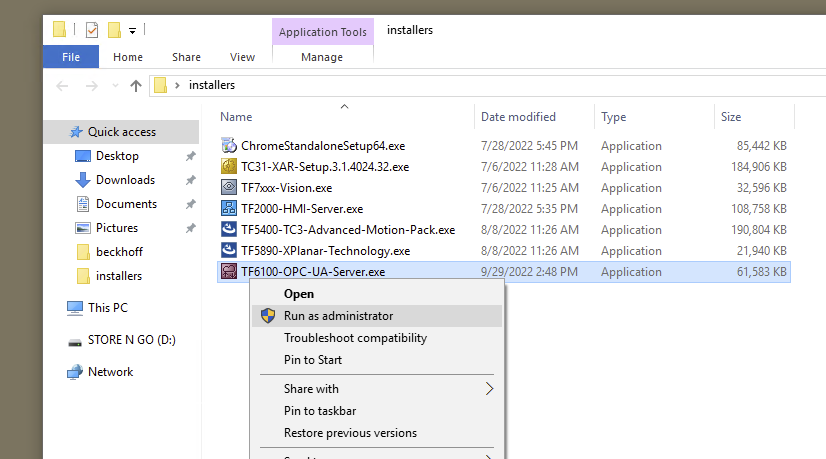 Application Tools
installers
File
Home
Share
View
Manage
installers
Name
Date modified
Type
Size
Quick access
Desktop
Downloads
Documents
Pictures
beckhoff
installers
This PC
STORE N GO (D:)
Network
ChromeStandaloneSetup64.exe 7/28/2022 5:45 PM Application 85,442 KB
TC31-XAR-Setup.3.1.4024.32.exe 7/6/2022 11:28 AM Application 184,906 KB
TF7xxx-Vision.exe 7/6/2022 11:25 AM Application 32,596 KB
TF2000-HMI-Server.exe 7/28/2022 5:35 PM Application 108,758 KB
TF5400-TC3-Advanced-Motion-Pack.exe 8/8/2022 11:26 AM Application 190,804 KB
TF5890-XPlanar-Technology.exe 8/8/2022 11:26 AM Application 21,940 KB
TF6100-OPC-UA-Server.exe 9/29/2022 2:48 PM Application 61,583 KB
Open
Run as administrator
Troubleshoot compatibility
Pin to Start
Share with
Pin to taskbar
Restore previous versions